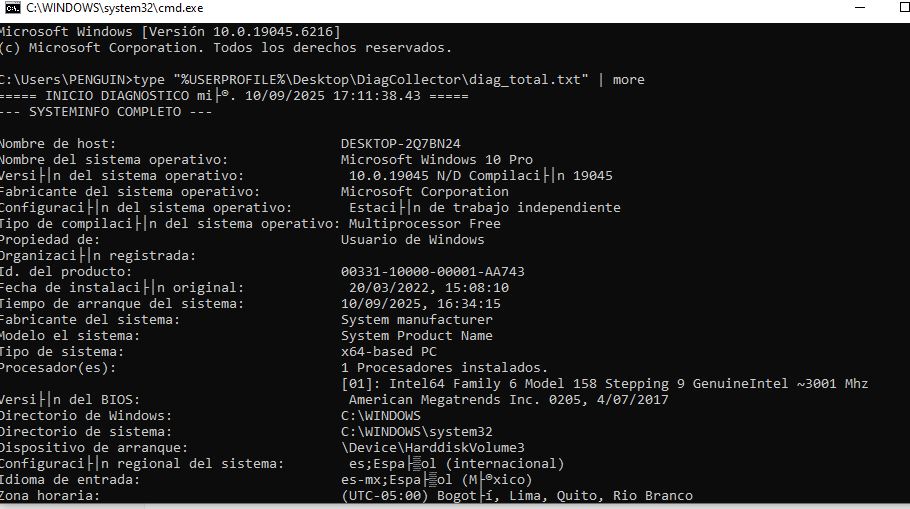 C:\WINDOWS\system32\cmd.exe
Microsoft Windows [Versión 10.0.19045.6216]
(c) Microsoft Corporation. Todos los derechos reservados.
C:\Users\PENGUIN>type "%USERPROFILE%\Desktop\DiagCollector\diag_total.txt" | more
===== INICIO DIAGNOSTICO mi├®. 10/09/2025 17:11:38.43 =====
--- SYSTEMINFO COMPLETO ---
Nombre de host: DESKTOP-2Q7BN24
Nombre del sistema operativo: Microsoft Windows 10 Pro
Versi├│n del sistema operativo: 10.0.19045 N/D Compilaci├│n 19045
Fabricante del sistema operativo: Microsoft Corporation
Configuraci├│n del sistema operativo: Estaci├│n de trabajo independiente
Tipo de compilaci├│n del sistema operativo: Multiprocessor Free
Propiedad de: Usuario de Windows
Organizaci├│n registrada:
Id. del producto: 00331-10000-00001-AA743
Fecha de instalaci├│n original: 20/03/2022, 15:08:10
Tiempo de arranque del sistema: 10/09/2025, 16:34:15
Fabricante del sistema: System manufacturer
Modelo el sistema: System Product Name
Tipo de sistema: x64-based PC
Procesador(es): 1 Procesadores instalados.
[01]: Intel64 Family 6 Model 158 Stepping 9 GenuineIntel ~3001 Mhz
Versi├│n del BIOS: American Megatrends Inc. 0205, 4/07/2017
Directorio de Windows: C:\WINDOWS
Directorio de sistema: C:\WINDOWS\system32
Dispositivo de arranque: \Device\HarddiskVolume3
Configuraci├│n regional del sistema: es;Espa├▒ol (internacional)
Idioma de entrada: es-mx;Espa├▒ol (M├®xico)
Zona horaria: (UTC-05:00) Bogot├í, Lima, Quito, Rio Branco